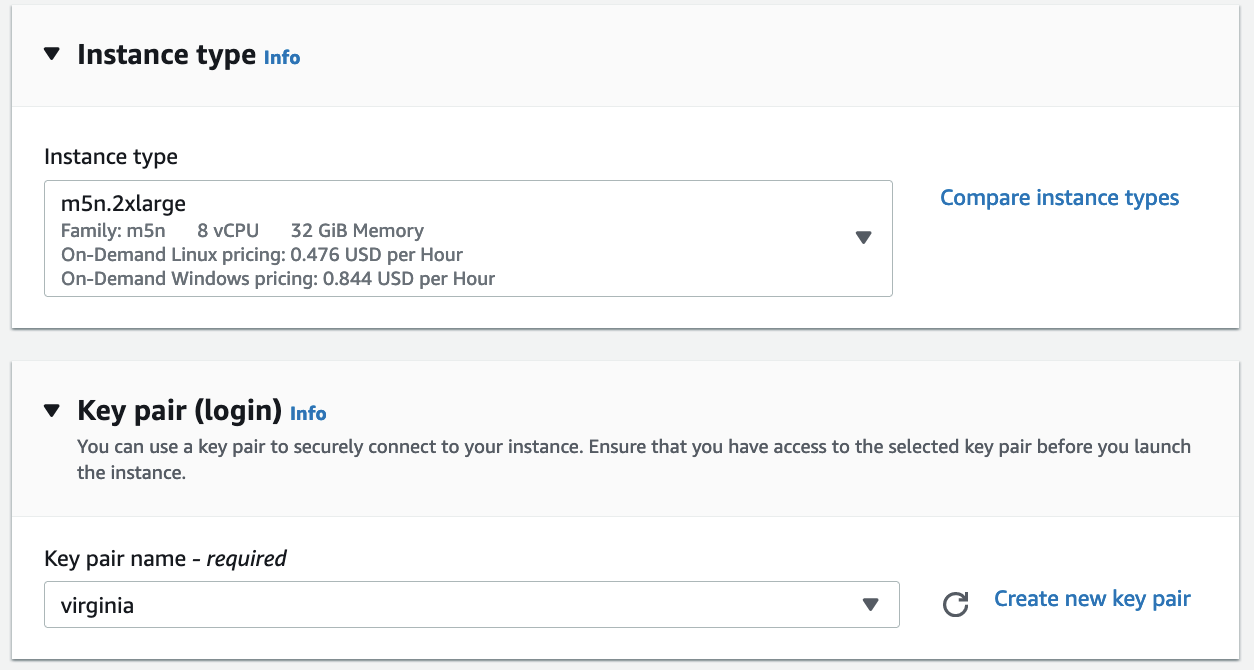 Instance type Info
Instance type
m5n.2xlarge
Compare instance types
Family: m5n 8 vCPU 32 GiB Memory
On-Demand Linux pricing: 0.476 USD per Hour
On-Demand Windows pricing: 0.844 USD per Hour
Key pair (login) Info
You can use a key pair to securely connect to your instance. Ensure that you have access to the selected key pair before you launch
the instance.
Key pair name - required
virginia
Create new key pair